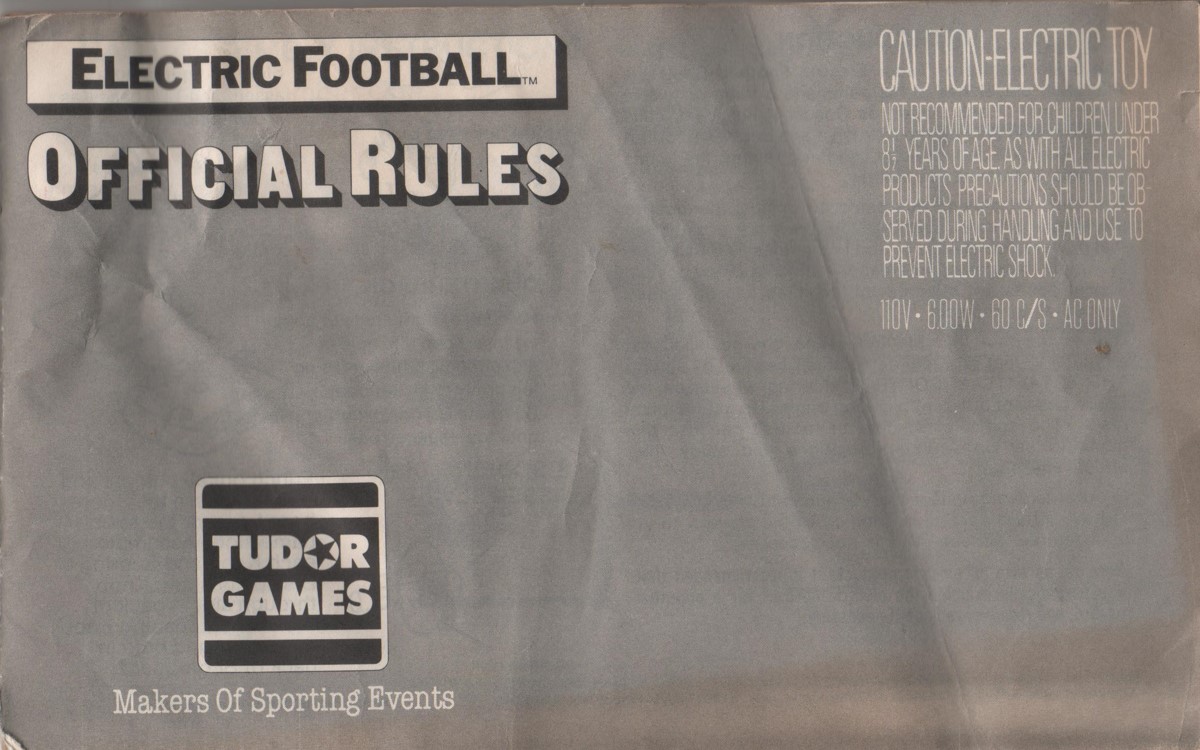 ELECTRIC FOOTBALL™
OFFICIAL RULES
CAUTION-ELECTRIC TOY
NOT RECOMMENDED FOR CHILDREN UNDER
8½ YEARS OF AGE. AS WITH ALL ELECTRIC
PRODUCTS PRECAUTIONS SHOULD BE OB-
SERVED DURING HANDLING AND USE TO
PREVENT ELECTRIC SHOCK.
110V • 6.00W • 60 C/S • AC ONLY
TUDOR
GAMES
Makers Of Sporting Events